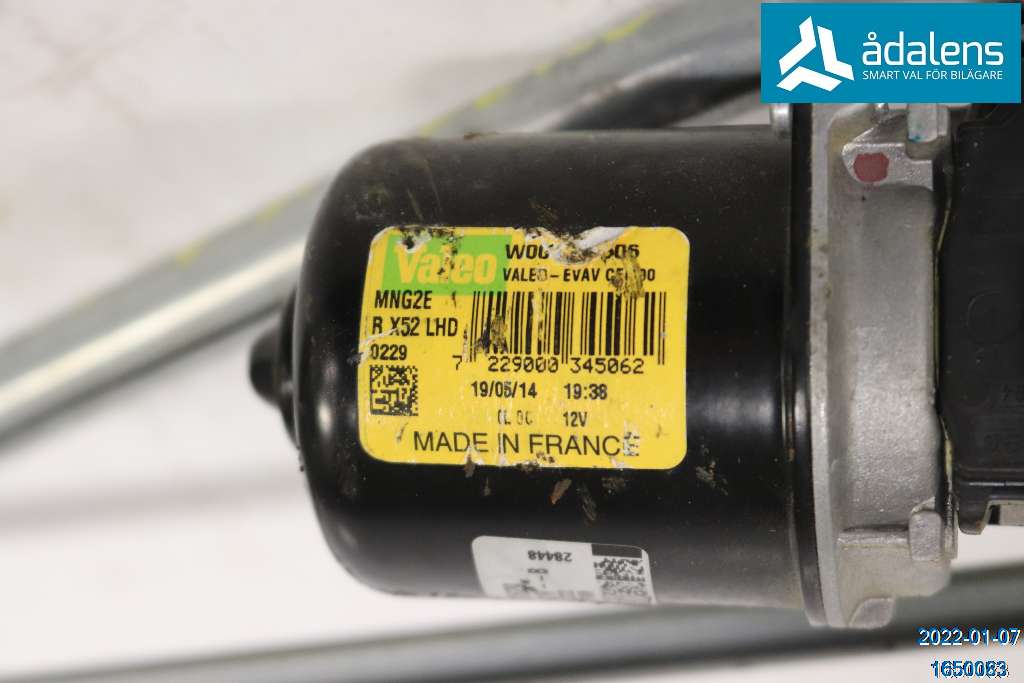 ådalens
SMART VAL FÖR BILÄGARE
Valeo
VALEO-EVAV
MNG2E
R X52 LHD
0229
7 229000 345062
19/05/14 19:38
12V
MADE IN FRANCE
28448
2022-01-07